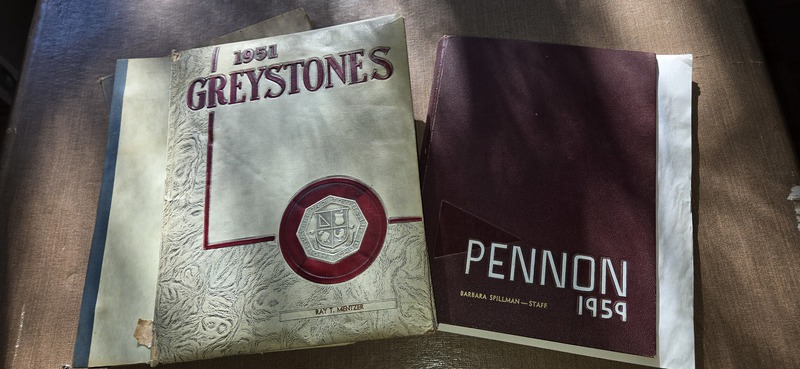 1951
GREYSTONES
RAY T. MENTZER
PENNON
BARBARA SPILLMAN — STAFF
1959